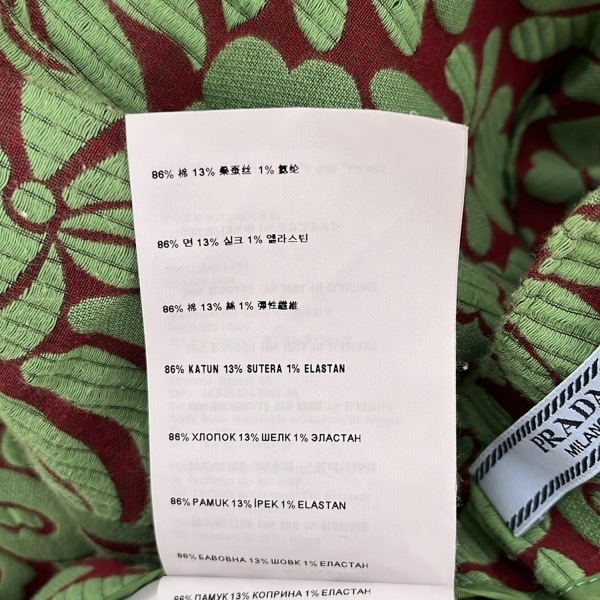 86% 棉 13% 桑蚕丝 1% 氨纶
86% 면 13% 실크 1% 엘라스틴
86% 棉 13% 絲 1% 彈性纖維
86% KATUN 13% SUTERA 1% ELASTAN
86% ХЛОПОК 13% ШЕЛК 1% ЭЛАСТАН
86% PAMUK 13% İPEK 1% ELASTAN
86% БАВОВНА 13% ШОВК 1% ЕЛАСТАН
86% ПАМУК 13% КОПРИНА 1% ЕЛАСТАН
PRADA
MILANO